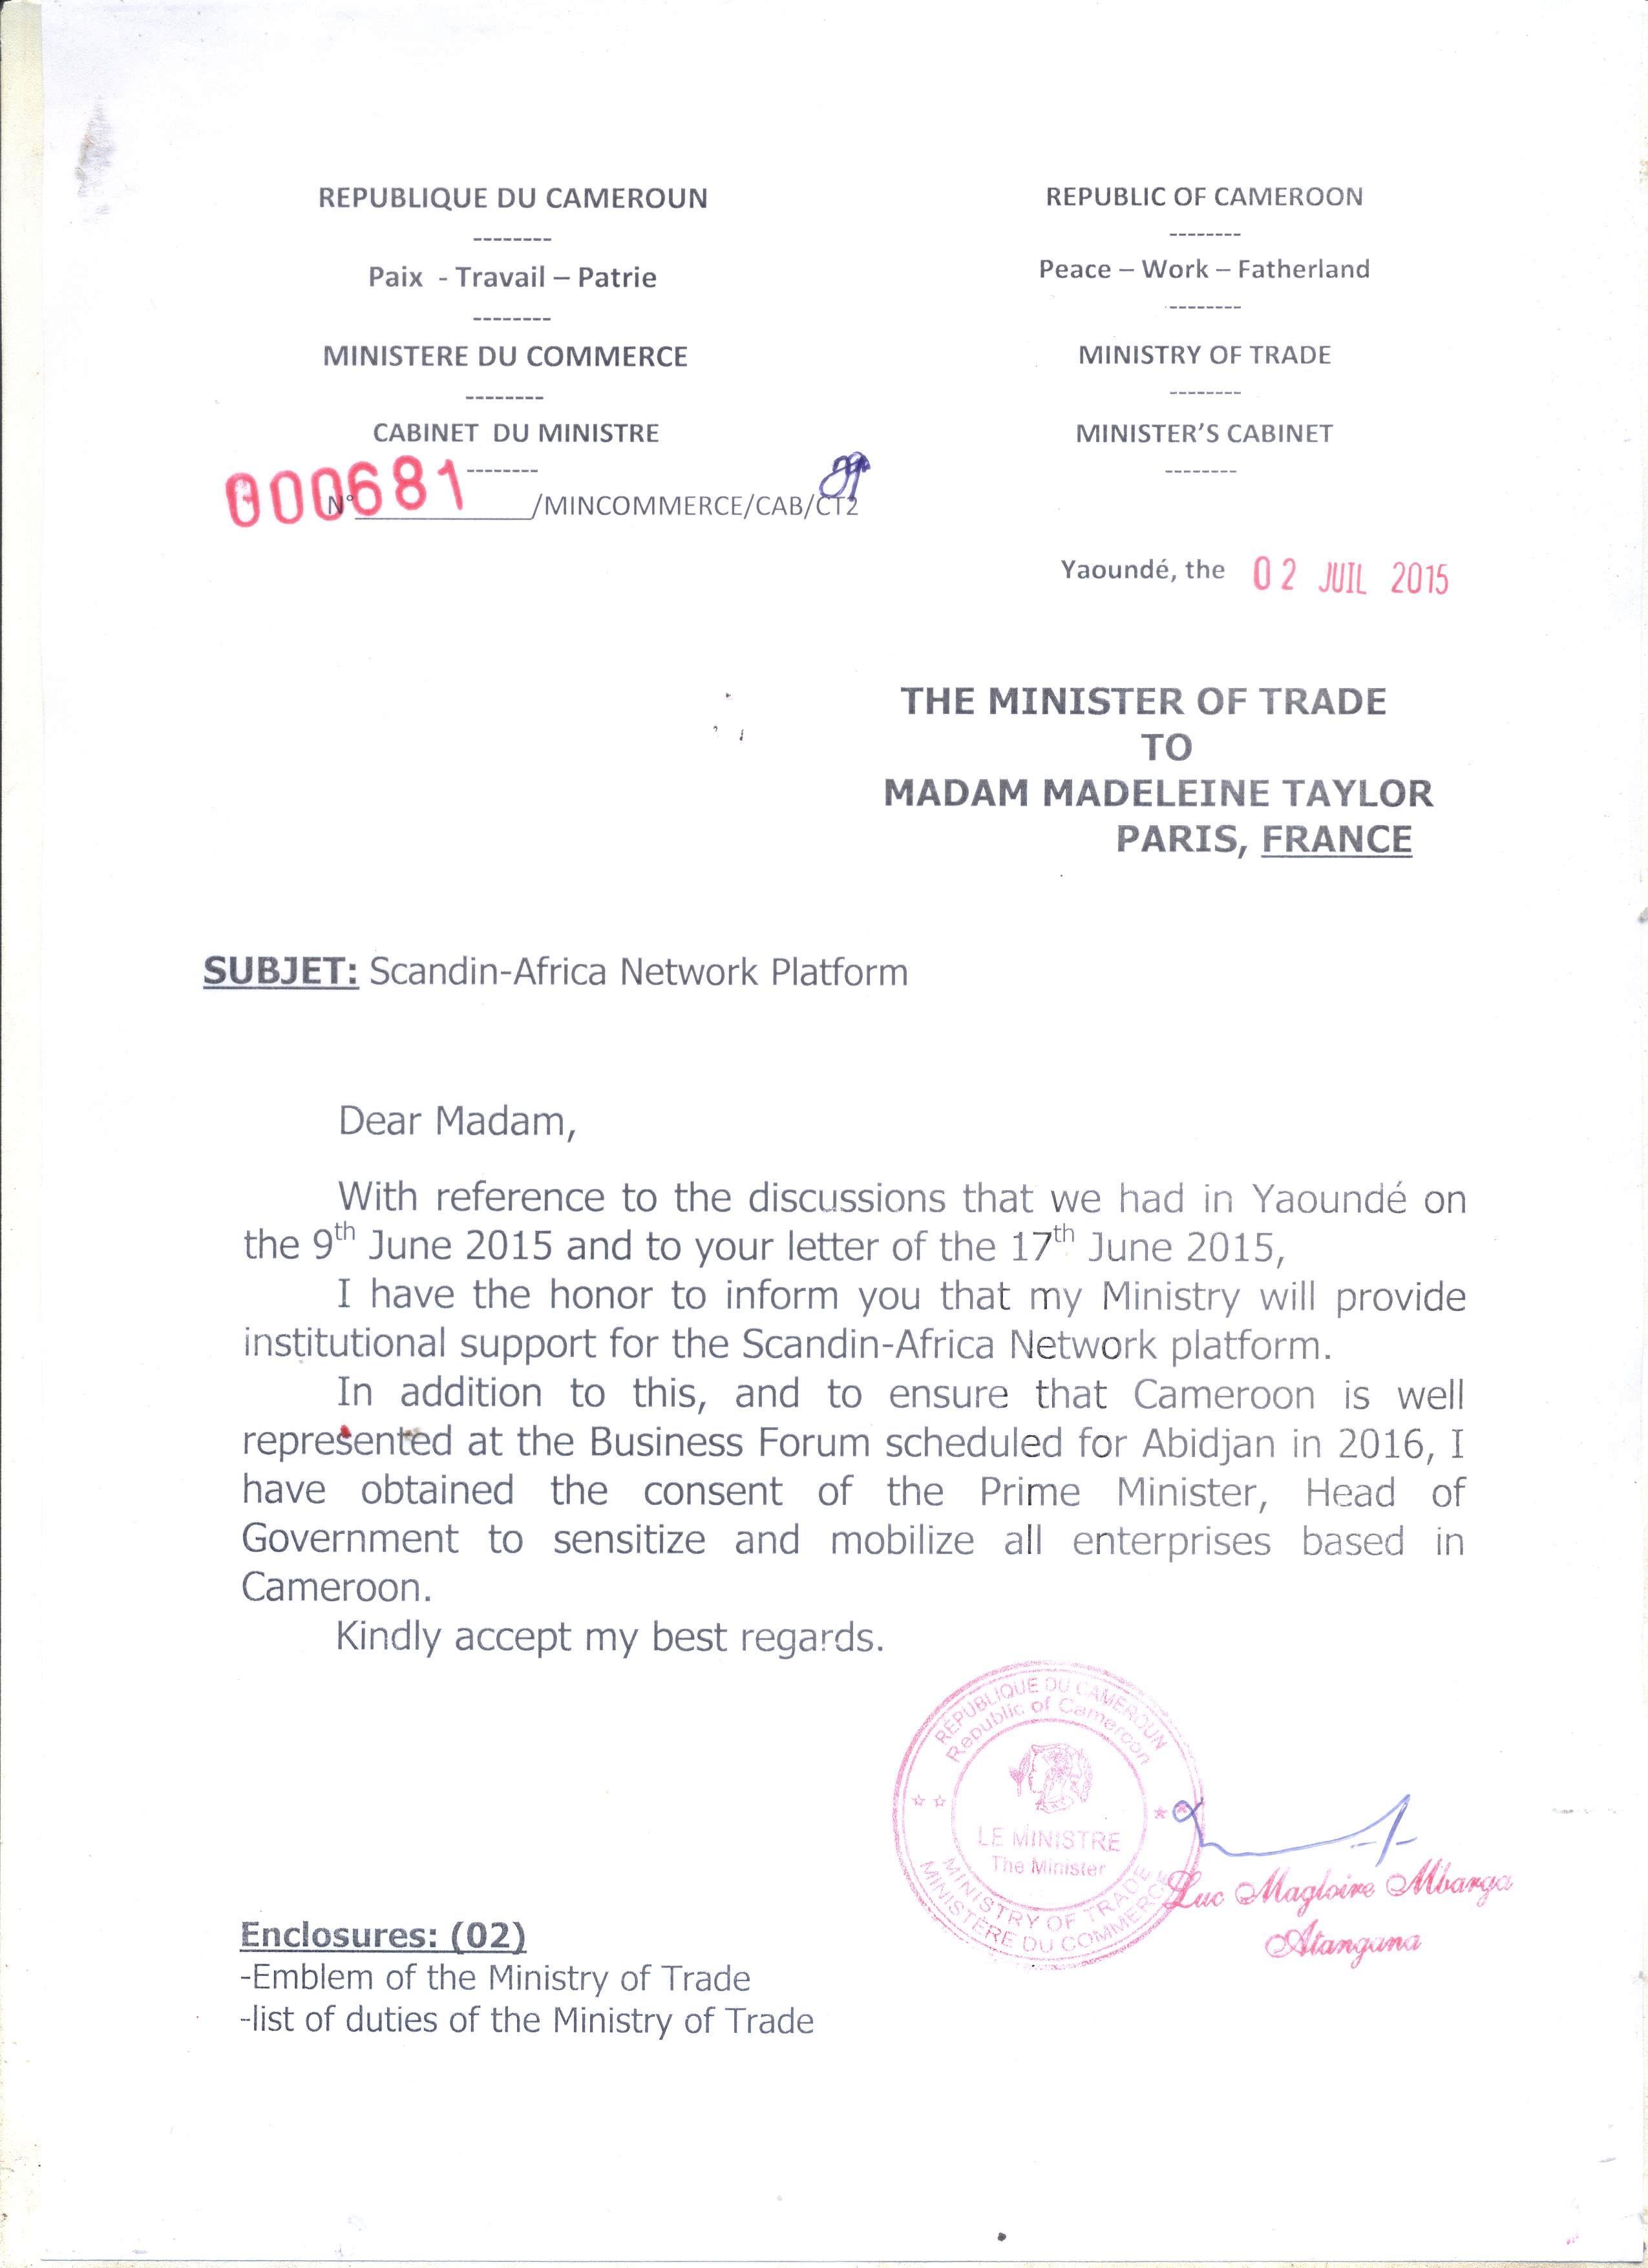 REPUBLIQUE DU CAMEROUN
--------
Paix - Travail – Patrie
--------
MINISTERE DU COMMERCE
--------
CABINET DU MINISTRE
--------
000681
N°____________/MINCOMMERCE/CAB/CT2
REPUBLIC OF CAMEROON
--------
Peace – Work – Fatherland
--------
MINISTRY OF TRADE
--------
MINISTER'S CABINET
--------
Yaoundé, the 02 JUIL 2015
THE MINISTER OF TRADE
TO
MADAM MADELEINE TAYLOR
PARIS, FRANCE
SUBJET: Scandin-Africa Network Platform
Dear Madam,
With reference to the discussions that we had in Yaoundé on
the 9th June 2015 and to your letter of the 17th June 2015,
I have the honor to inform you that my Ministry will provide
institutional support for the Scandin-Africa Network platform.
In addition to this, and to ensure that Cameroon is well
represented at the Business Forum scheduled for Abidjan in 2016, I
have obtained the consent of the Prime Minister, Head of
Government to sensitize and mobilize all enterprises based in
Cameroon.
Kindly accept my best regards.
REPUBLIQUE DU CAMEROUN
Republic of Cameroon
LE MINISTRE
The Minister
MINISTRY OF TRADE
MINISTÈRE DU COMMERCE
Luc Magloire Mbarga
Atangana
Enclosures: (02)
-Emblem of the Ministry of Trade
-list of duties of the Ministry of Trade